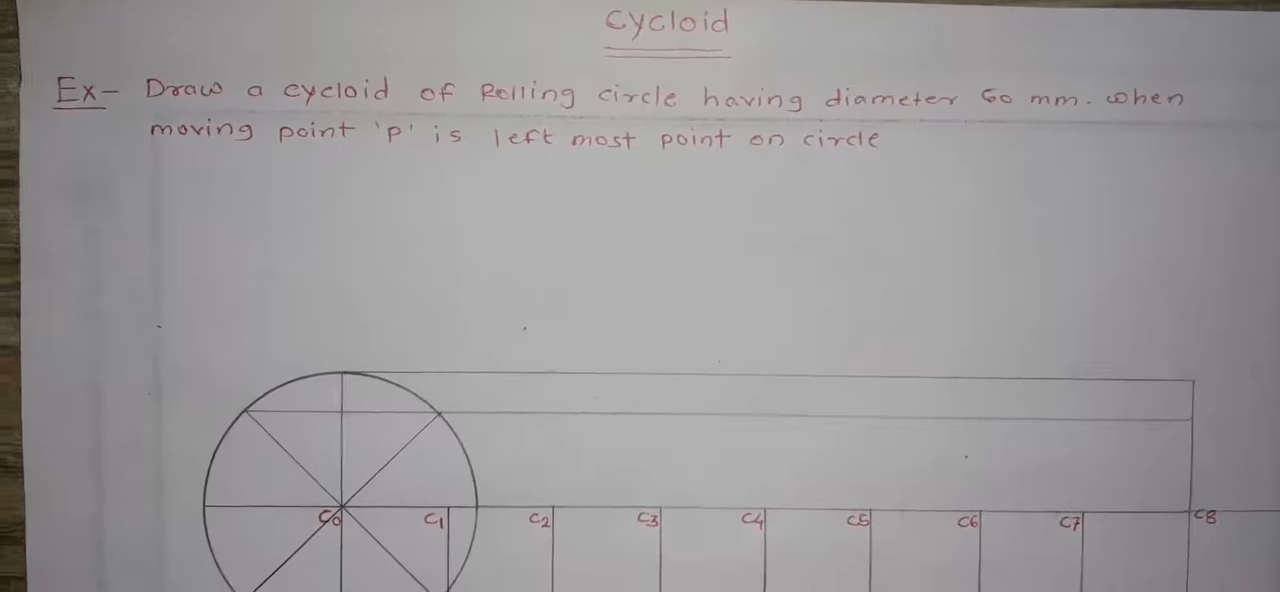 Cycloid
Ex- Draw a cycloid of Rolling circle having diameter 60 mm. when
moving point 'p' is left most point on circle
C0 C1 C2 C3 C4 C5 C6 C7 C8